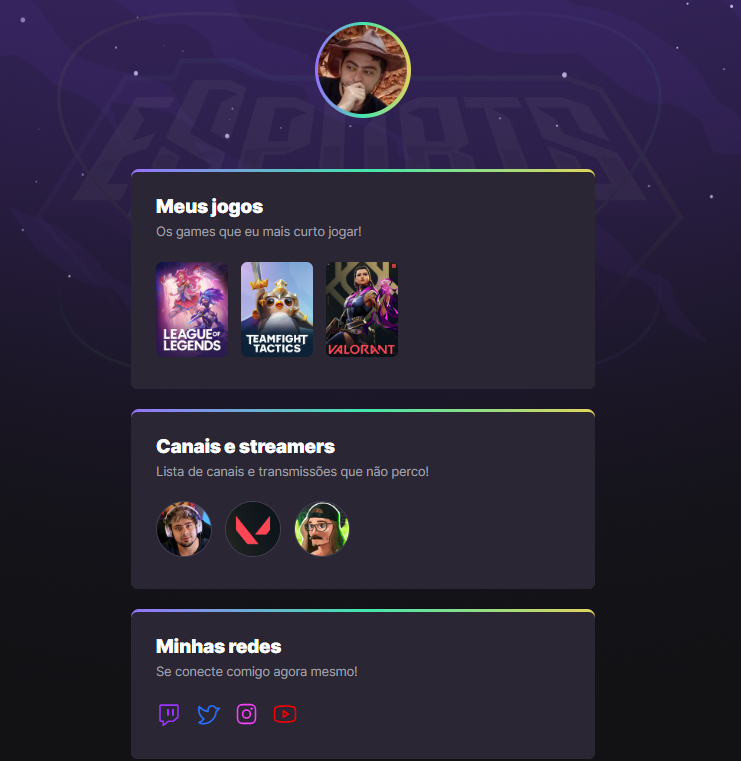 ESPORTS
Meus jogos
Os games que eu mais curto jogar!
LEAGUE OF
LEGENDS
TEAMFIGHT
TACTICS
VALORANT
Canais e streamers
Lista de canais e transmissões que não perco!
Minhas redes
Se conecte comigo agora mesmo!